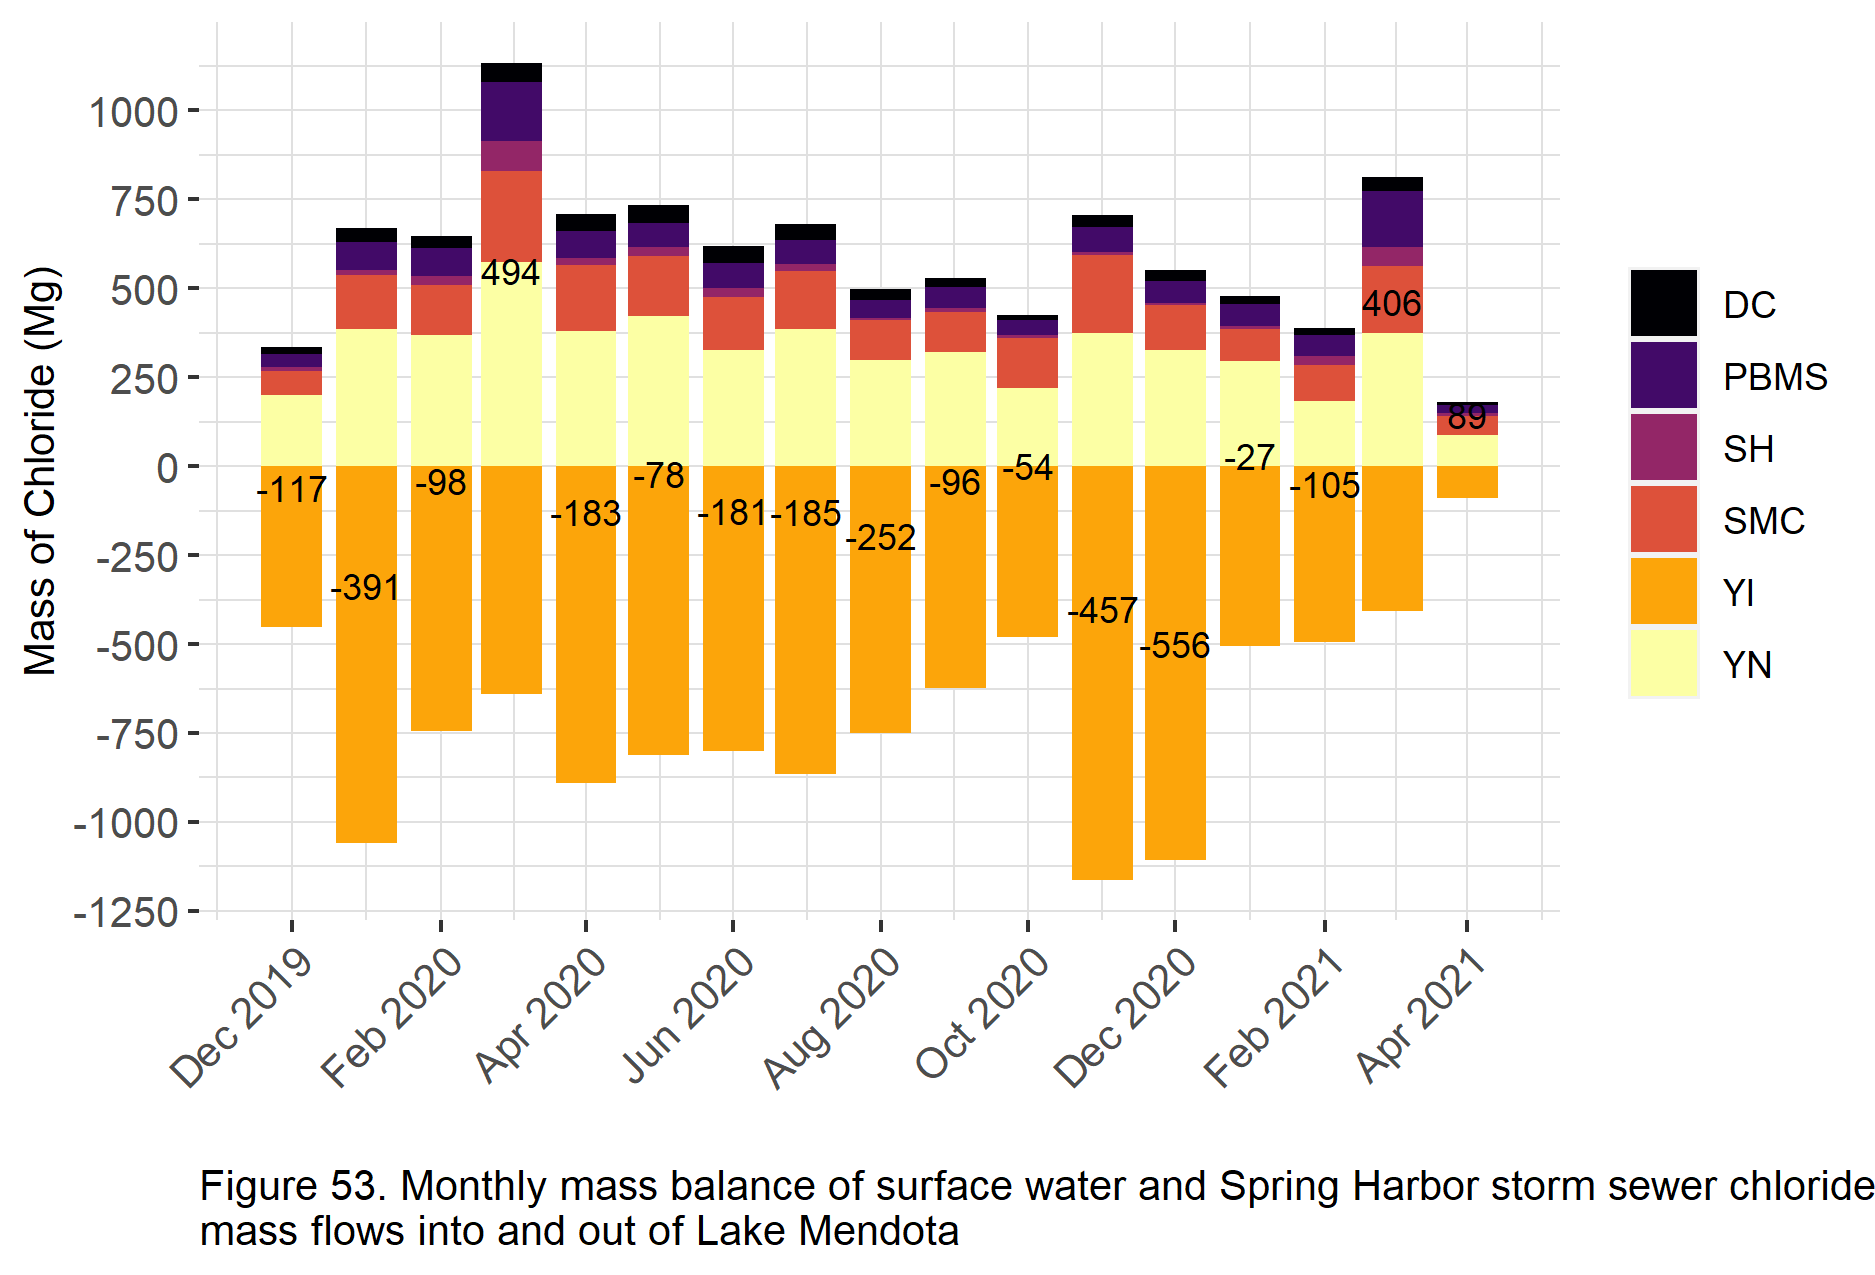 Mass of Chloride (Mg)
1000
750
500
250
0
-250
-500
-750
-1000
-1250
-117
-391
-98
494
-183
-78
-181
-185
-252
-96
-54
-457
-556
-27
-105
406
89
Dec 2019
Feb 2020
Apr 2020
Jun 2020
Aug 2020
Oct 2020
Dec 2020
Feb 2021
Apr 2021
DC
PBMS
SH
SMC
YI
YN
Figure 53. Monthly mass balance of surface water and Spring Harbor storm sewer chloride
mass flows into and out of Lake Mendota